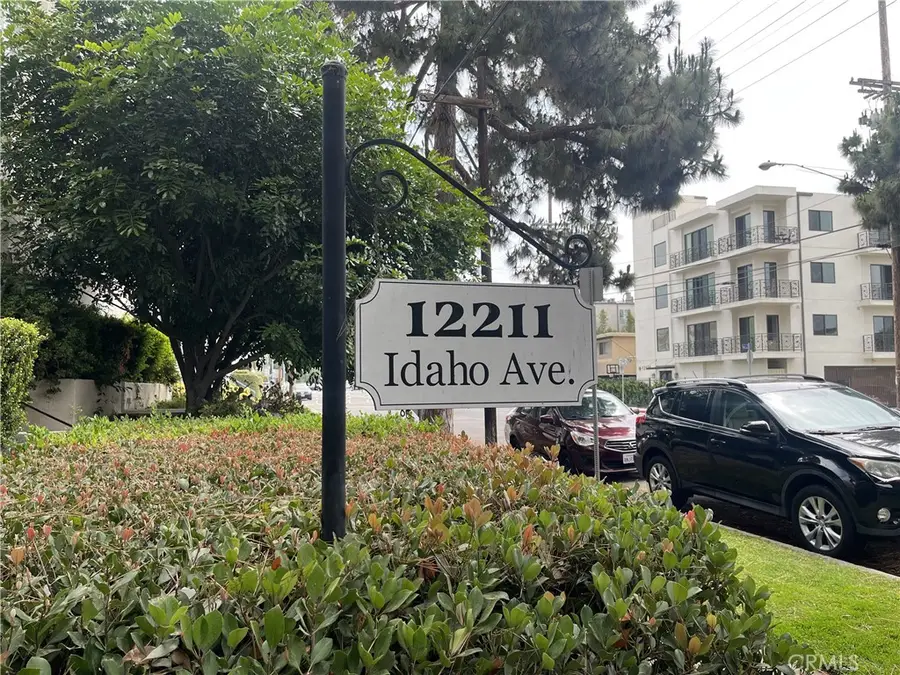 12211
Idaho Ave.
CRMLS